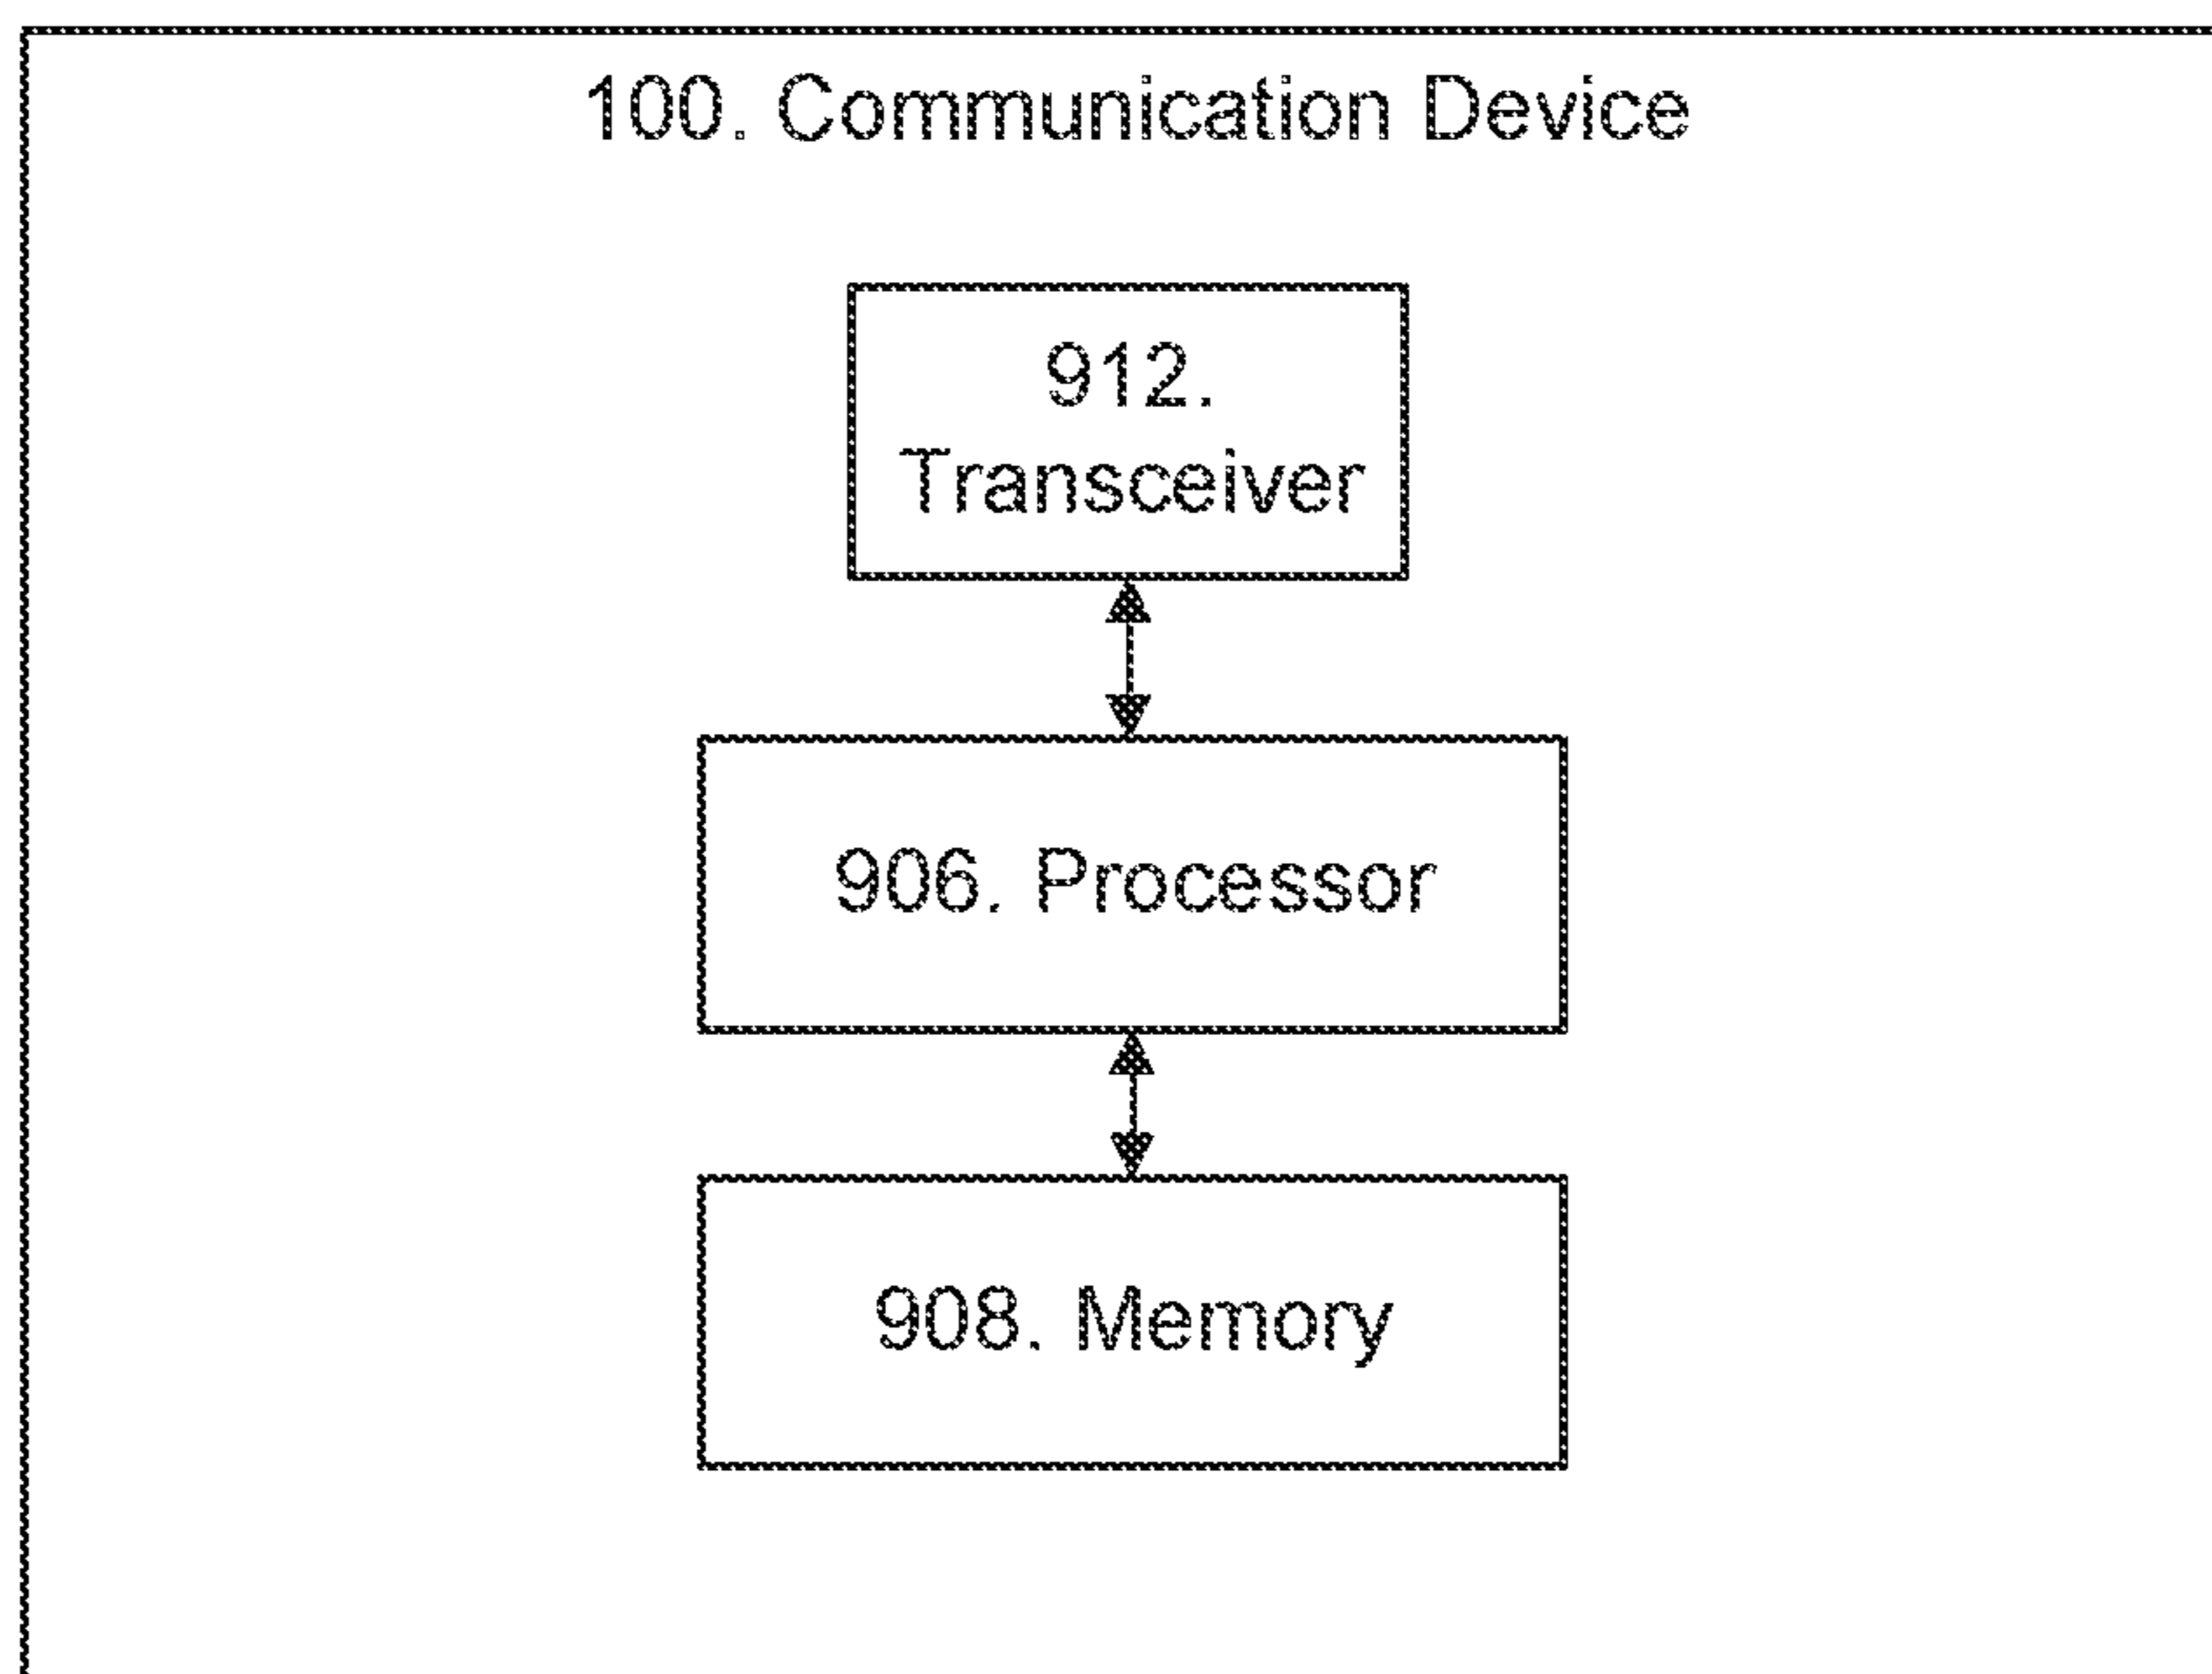 100. Communication Device
912.
Transceiver
906. Processor
908. Memory